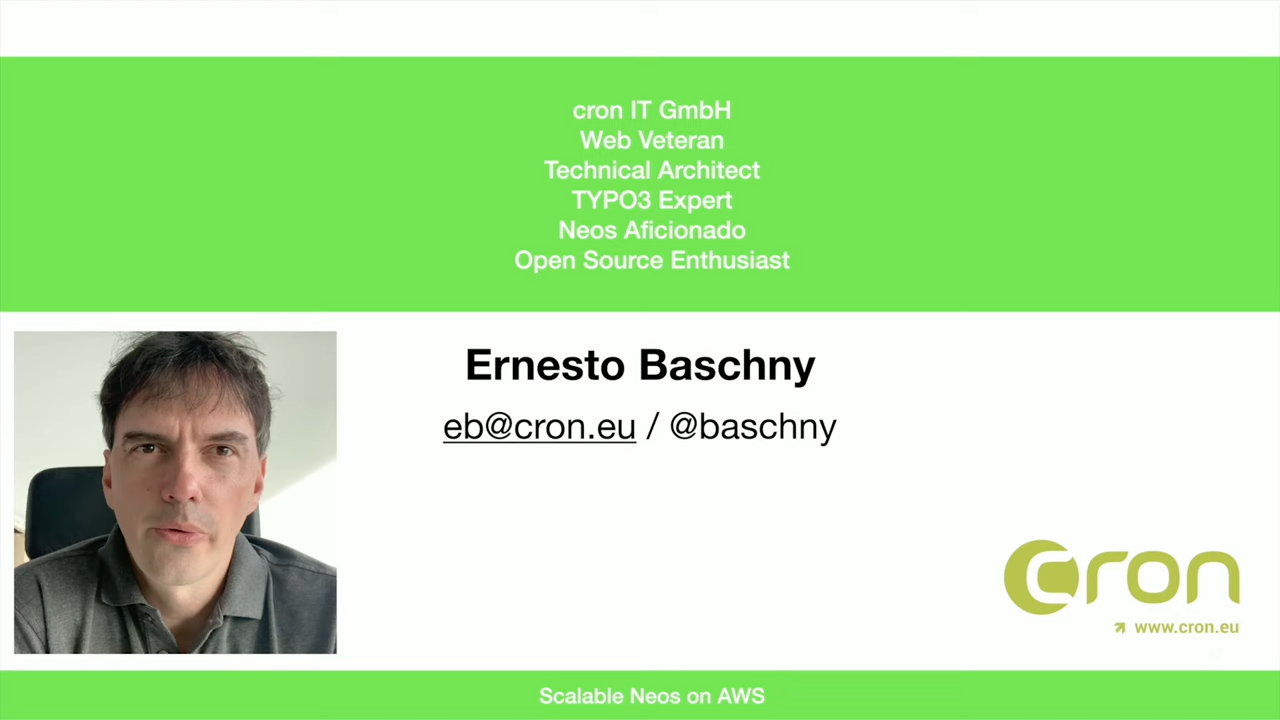 cron IT GmbH
Web Veteran
Technical Architect
TYPO3 Expert
Neos Aficionado
Open Source Enthusiast
Ernesto Baschny
eb@cron.eu / @baschny
cron
www.cron.eu
Scalable Neos on AWS